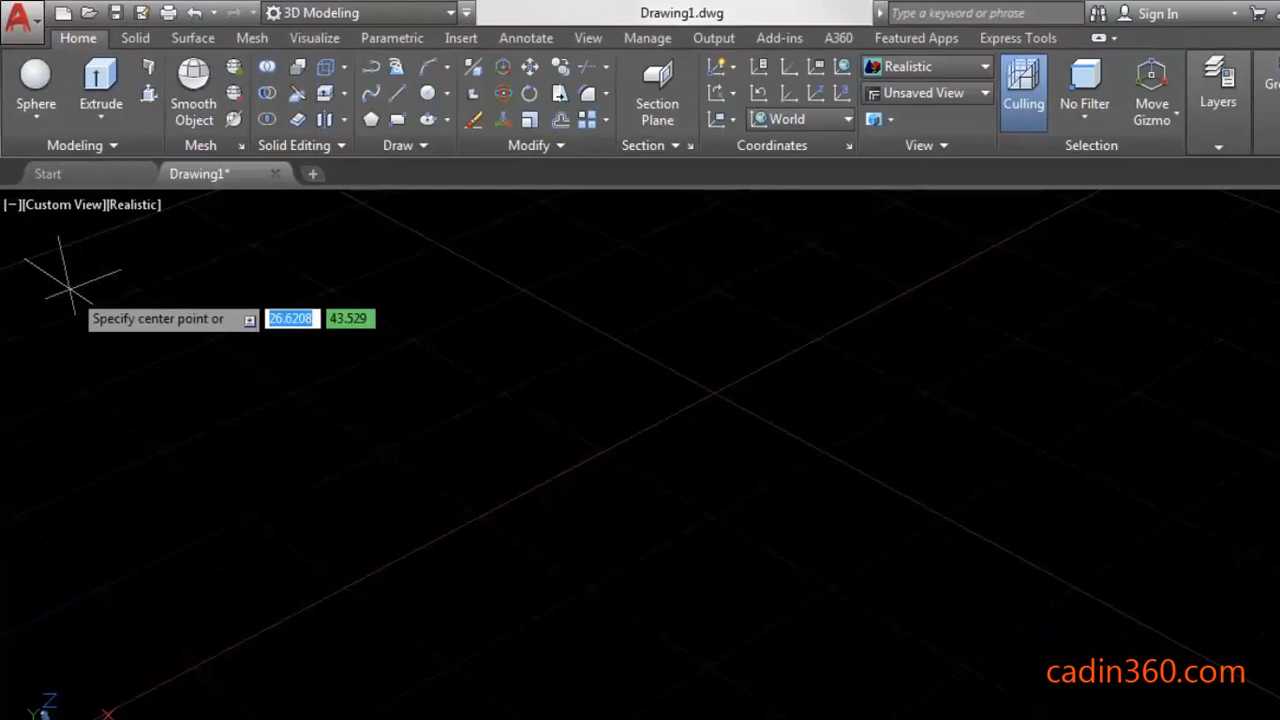 A 3D Modeling Drawing1.dwg Type a keyword or phrase Sign In
Home Solid Surface Mesh Visualize Parametric Insert Annotate View Manage Output Add-ins A360 Featured Apps Express Tools
Sphere Extrude Smooth Object Section Plane World Realistic Unsaved View Culling No Filter Move Gizmo Layers
Modeling Mesh Solid Editing Draw Modify Section Coordinates View Selection
Start Drawing1* +
[−][Custom View][Realistic]
Specify center point or 26.6208 43.529
cadin360.com
Z
Y X